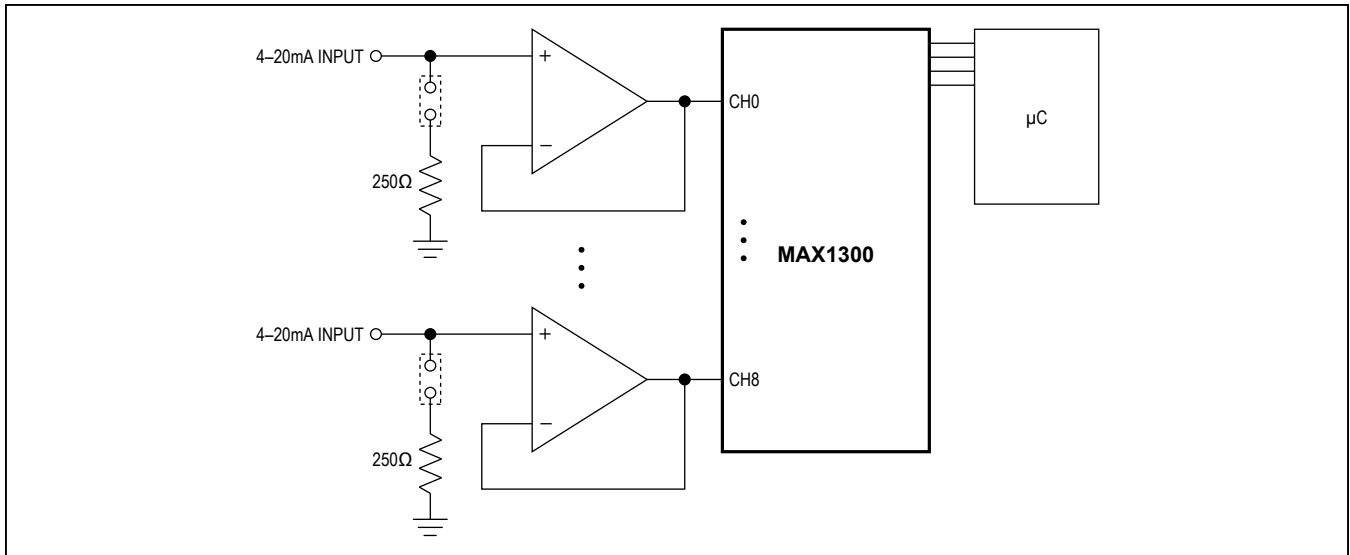 4–20mA INPUT
+
−
250Ω
CH0
µC
MAX1300
4–20mA INPUT
+
−
250Ω
CH8